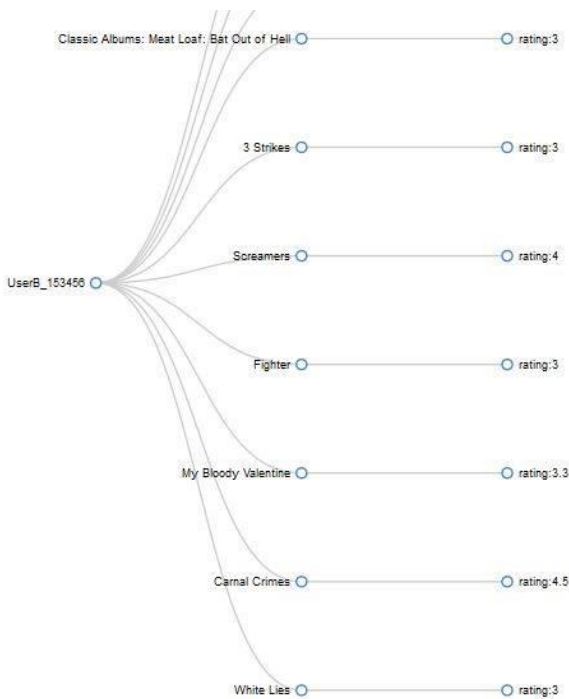 Classic Albums: Meat Loaf: Bat Out of Hell rating:3
3 Strikes rating:3
Screamers rating:4
UserB_153456
Fighter rating:3
My Bloody Valentine rating:3.3
Carnal Crimes rating:4.5
White Lies rating:3